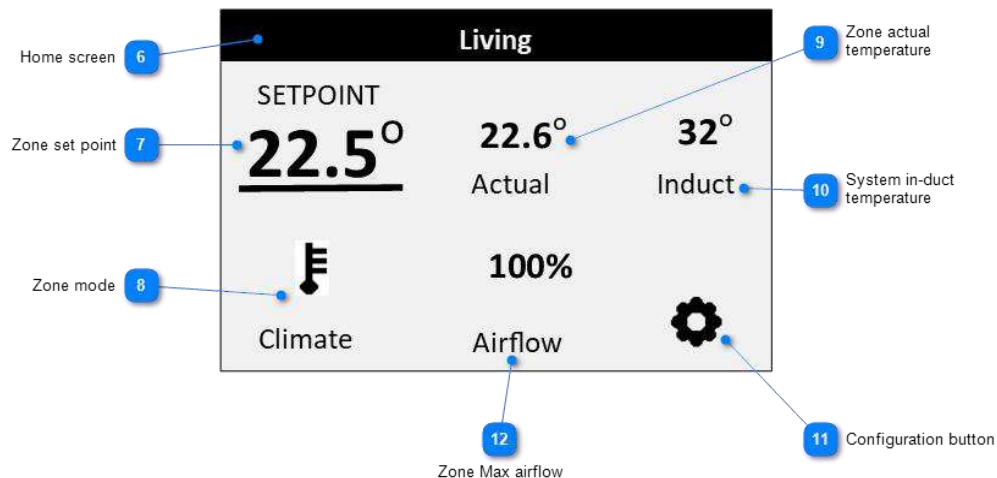 Living
Home screen 6
9 Zone actual
temperature
SETPOINT
22.5°
22.6°
32°
Zone set point 7
Actual
Induct
10 System in-duct
temperature
Zone mode 8
100%
Climate
Airflow
12
11 Configuration button
Zone Max airflow